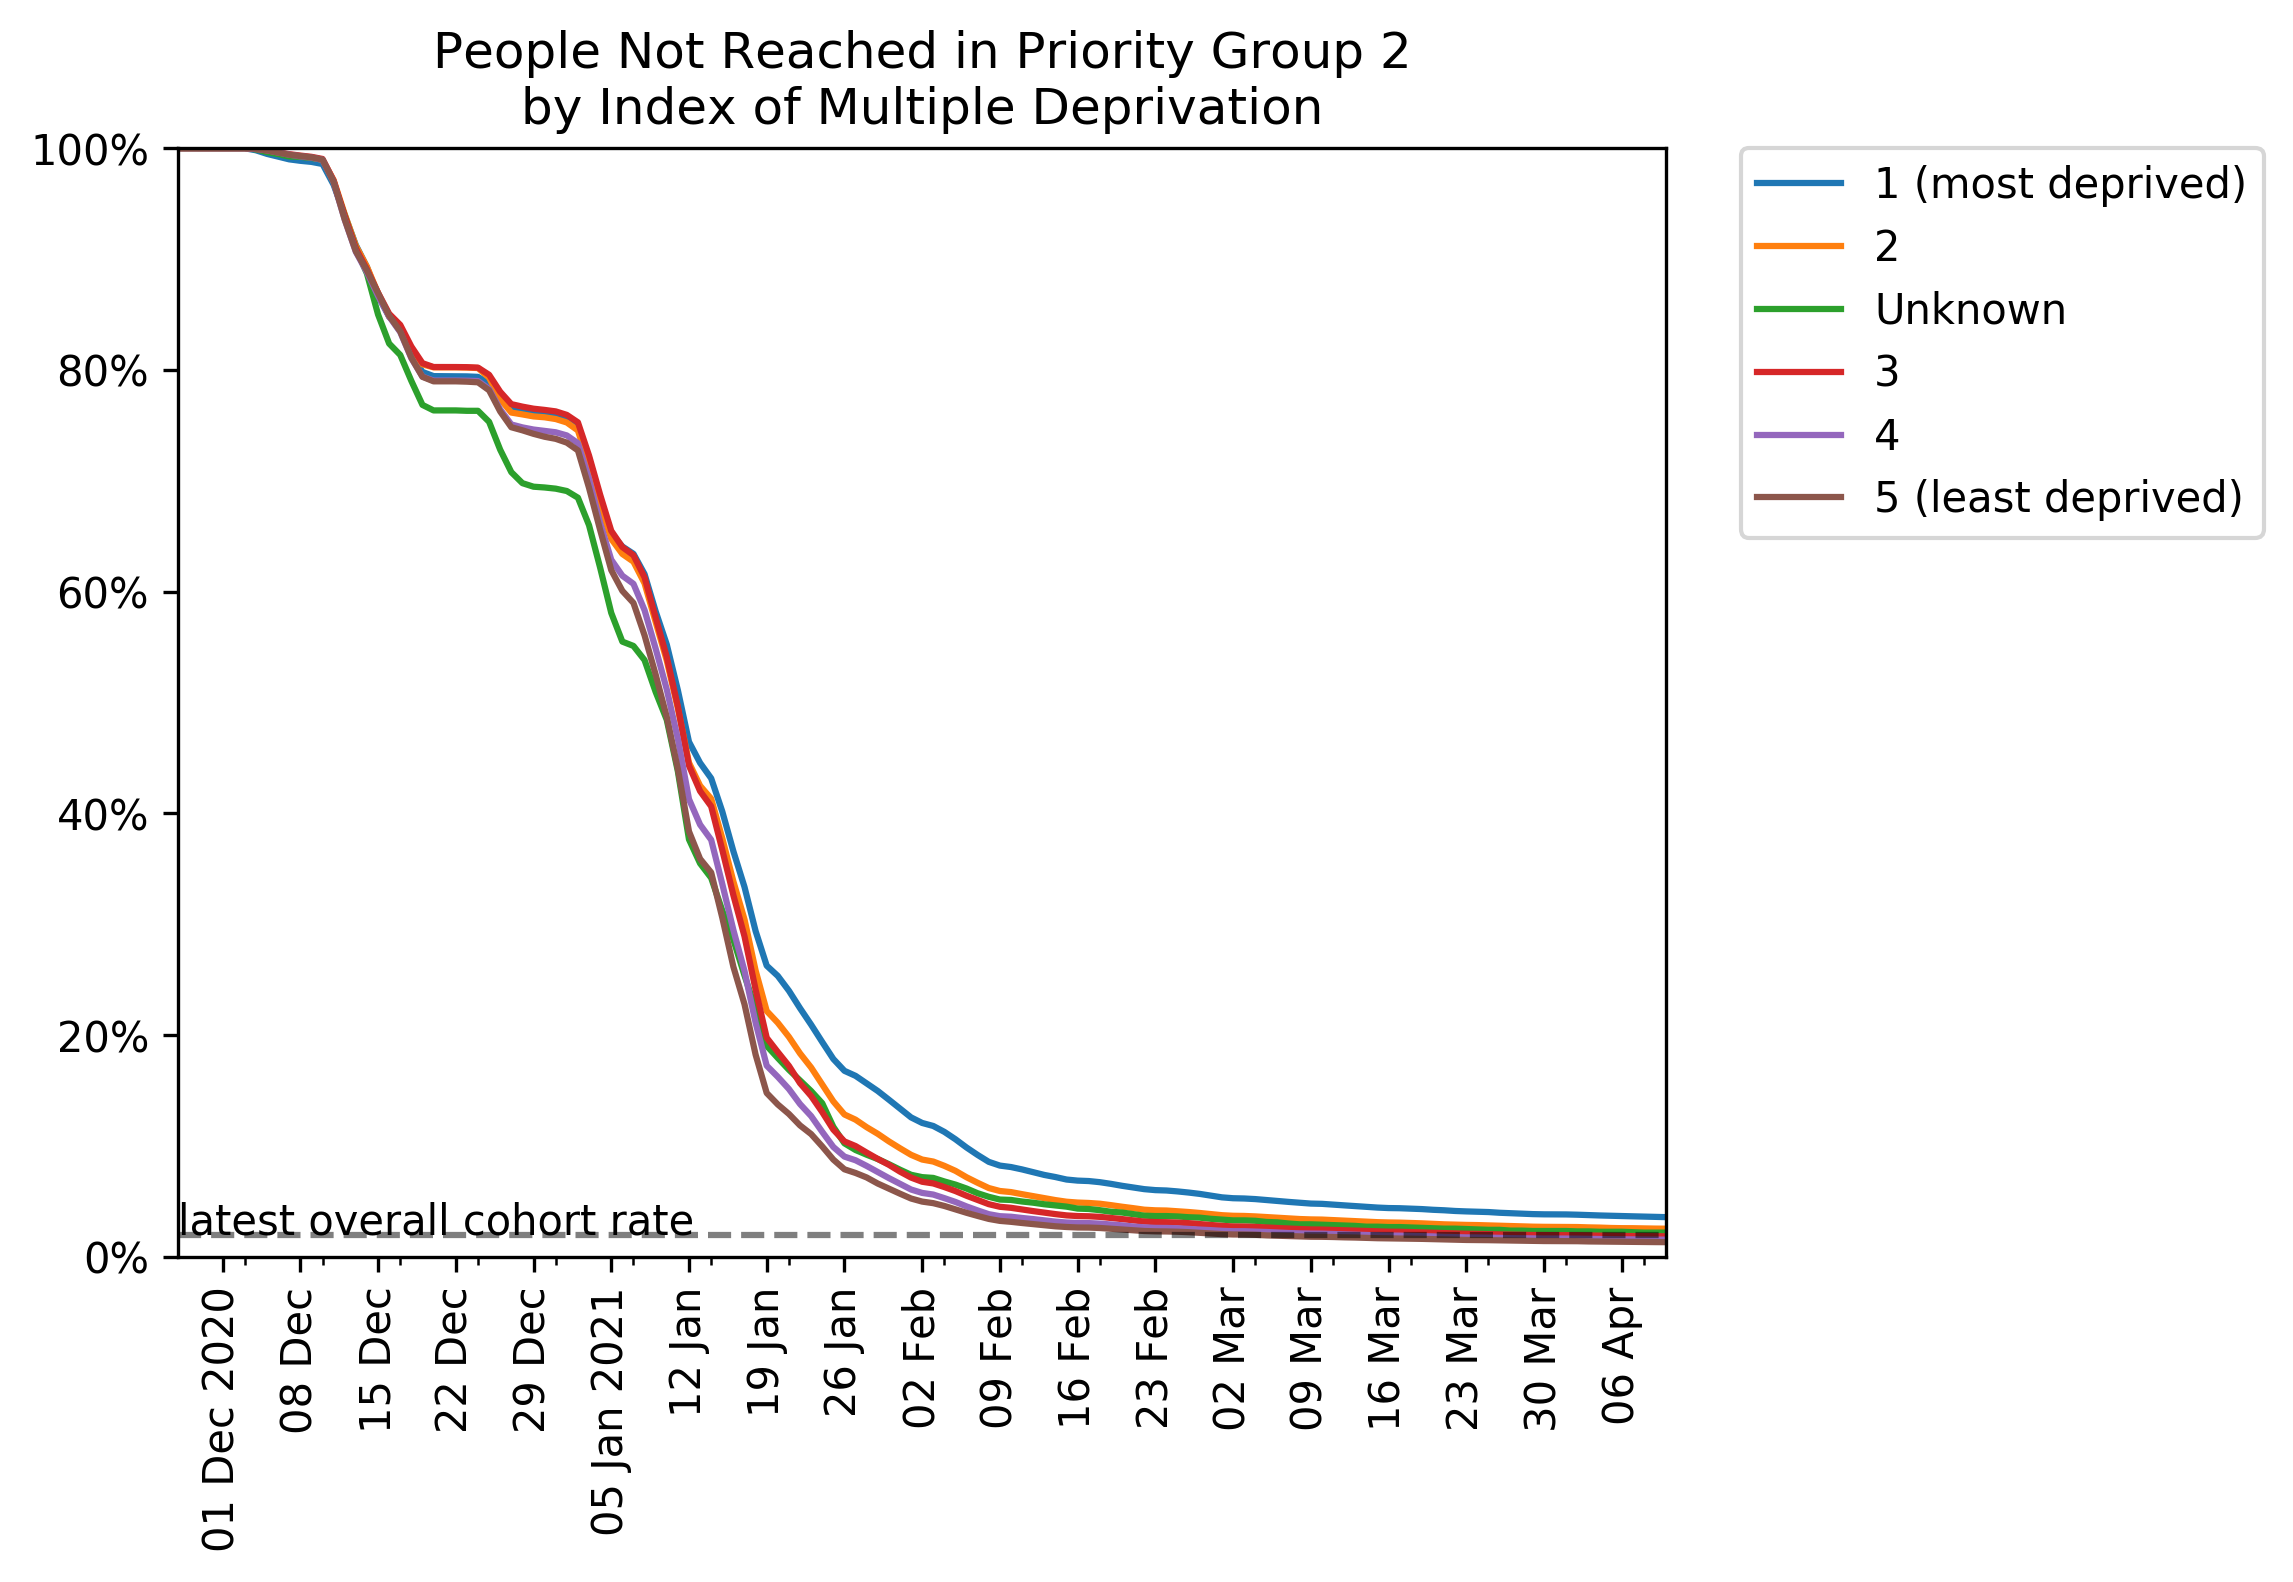 People Not Reached in Priority Group 2
by Index of Multiple Deprivation
100%
80%
60%
40%
20%
0%
latest overall cohort rate
01 Dec 2020
08 Dec
15 Dec
22 Dec
29 Dec
05 Jan 2021
12 Jan
19 Jan
26 Jan
02 Feb
09 Feb
16 Feb
23 Feb
02 Mar
09 Mar
16 Mar
23 Mar
30 Mar
06 Apr
1 (most deprived)
2
Unknown
3
4
5 (least deprived)